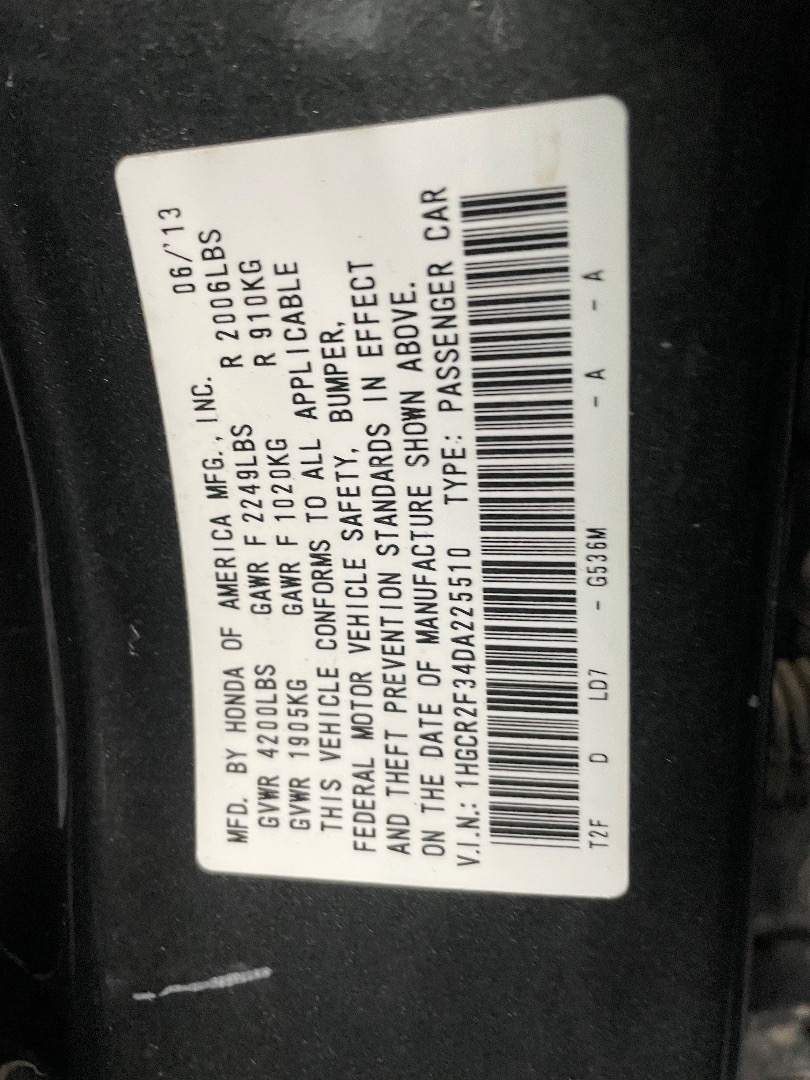 06/'13
MFD. BY HONDA OF AMERICA MFG., INC.
GVWR 4200LBS GAWR F 2249LBS R 2006LBS
GVWR 1905KG GAWR F 1020KG R 910KG
THIS VEHICLE CONFORMS TO ALL APPLICABLE
FEDERAL MOTOR VEHICLE SAFETY, BUMPER,
AND THEFT PREVENTION STANDARDS IN EFFECT
ON THE DATE OF MANUFACTURE SHOWN ABOVE.
V.I.N.: 1HGCR2F34DA225510 TYPE: PASSENGER CAR
T2F D LD7 - G536M - A - A